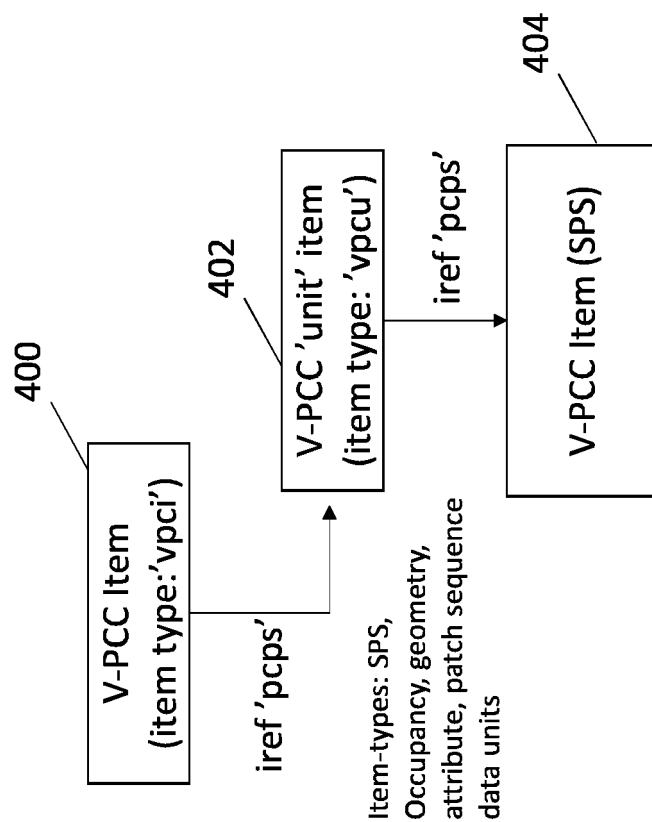 400
V-PCC Item
(item type:'vpci')
iref 'pcps'
402
V-PCC 'unit' item
(item type: 'vpcu')
iref 'pcps'
Item-types: SPS,
Occupancy, geometry,
attribute, patch sequence
data units
404
V-PCC Item (SPS)